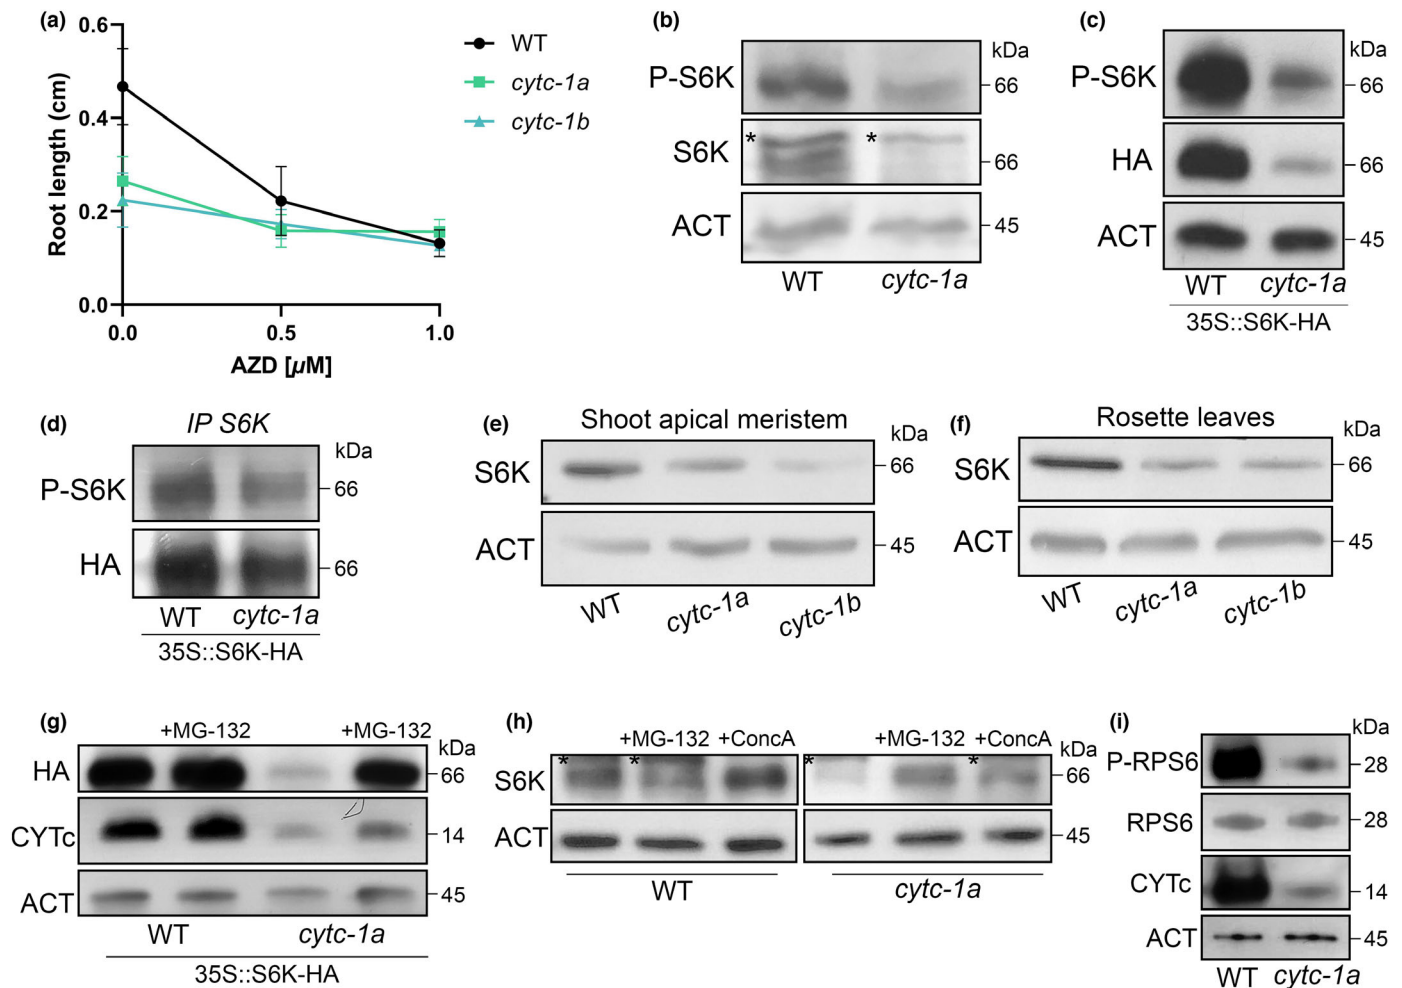 (a)
0.6
0.4
0.2
0.0
Root length (cm)
0.0 0.5 1.0
AZD [µM]
WT
cytc-1a
cytc-1b
(b)
kDa
P-S6K
66
S6K
* *
66
ACT
45
WT cytc-1a
(c)
kDa
P-S6K
66
HA
66
ACT
45
WT cytc-1a
35S::S6K-HA
(d)
IP S6K
kDa
P-S6K
66
HA
66
WT cytc-1a
35S::S6K-HA
(e)
Shoot apical meristem
kDa
S6K
66
ACT
45
WT cytc-1a cytc-1b
(f)
Rosette leaves
kDa
S6K
66
ACT
45
WT cytc-1a cytc-1b
(g)
+MG-132 +MG-132
kDa
HA
66
CYTc
14
ACT
45
WT cytc-1a
35S::S6K-HA
(h)
+MG-132 +ConcA +MG-132 +ConcA
kDa
* * * *
S6K
66
ACT
45
WT cytc-1a
(i)
kDa
P-RPS6
28
RPS6
28
CYTc
14
ACT
45
WT cytc-1a